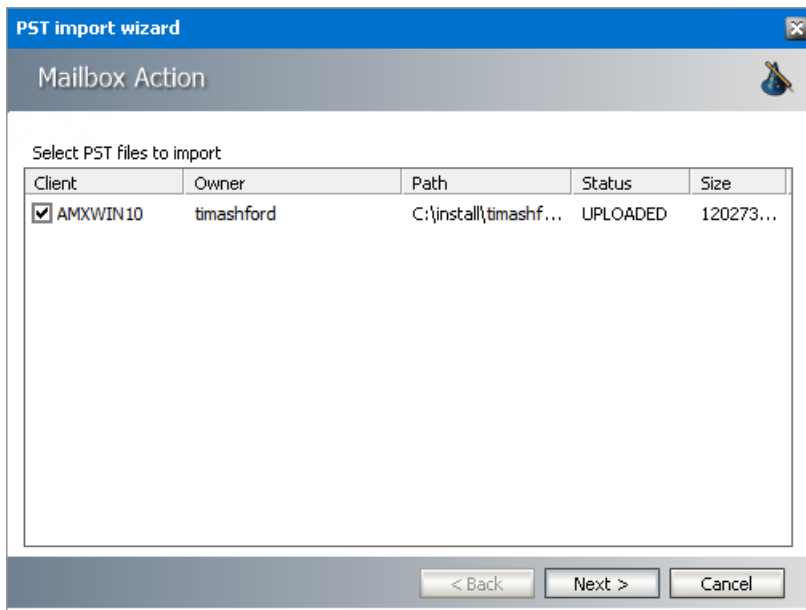 PST import wizard
Mailbox Action
Select PST files to import
Client Owner Path Status Size
AMXWIN10 timashford C:\install\timashf... UPLOADED 120273...
< Back Next > Cancel